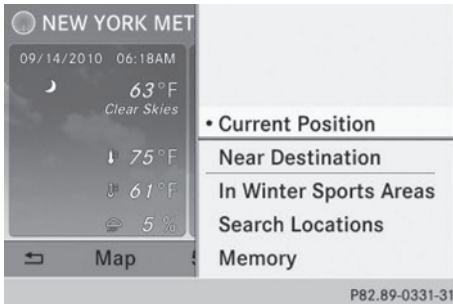 NEW YORK MET
09/14/2010 06:18AM
63°F
Clear Skies
75°F
61°F
5 %
Map
• Current Position
Near Destination
In Winter Sports Areas
Search Locations
Memory
P82.89-0331-31